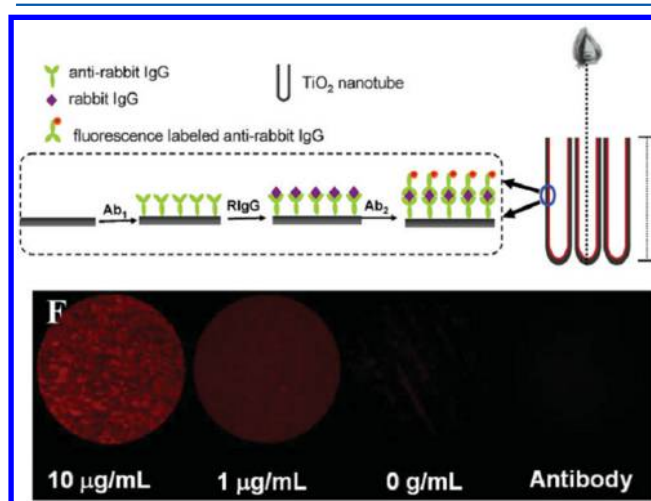 anti-rabbit IgG
rabbit IgG
fluorescence labeled anti-rabbit IgG
TiO₂ nanotube
Ab₁
RIgG
Ab₂
F
10 µg/mL
1 µg/mL
0 g/mL
Antibody